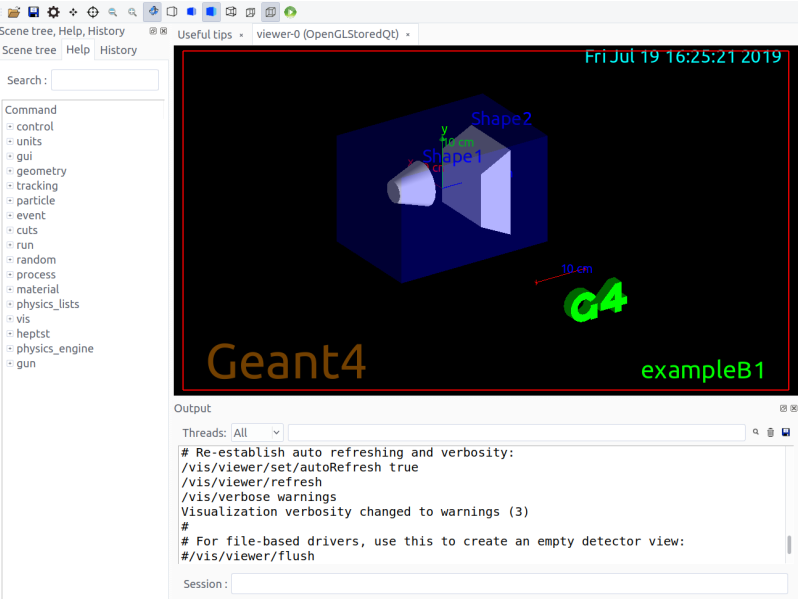 Scene tree, Help, History
Scene tree
Help
History
Search :
Command
control
units
gui
geometry
tracking
particle
event
cuts
run
random
process
material
physics_lists
vis
heptst
physics_engine
gun
Useful tips
viewer-0 (OpenGLStoredQt)
Fri Jul 19 16:25:21 2019
Shape2
y
10 cm
Shape1
10 cm
G4
Geant4
exampleB1
Output
Threads: All
# Re-establish auto refreshing and verbosity:
/vis/viewer/set/autoRefresh true
/vis/viewer/refresh
/vis/verbose warnings
Visualization verbosity changed to warnings (3)
#
# For file-based drivers, use this to create an empty detector view:
#/vis/viewer/flush
Session :